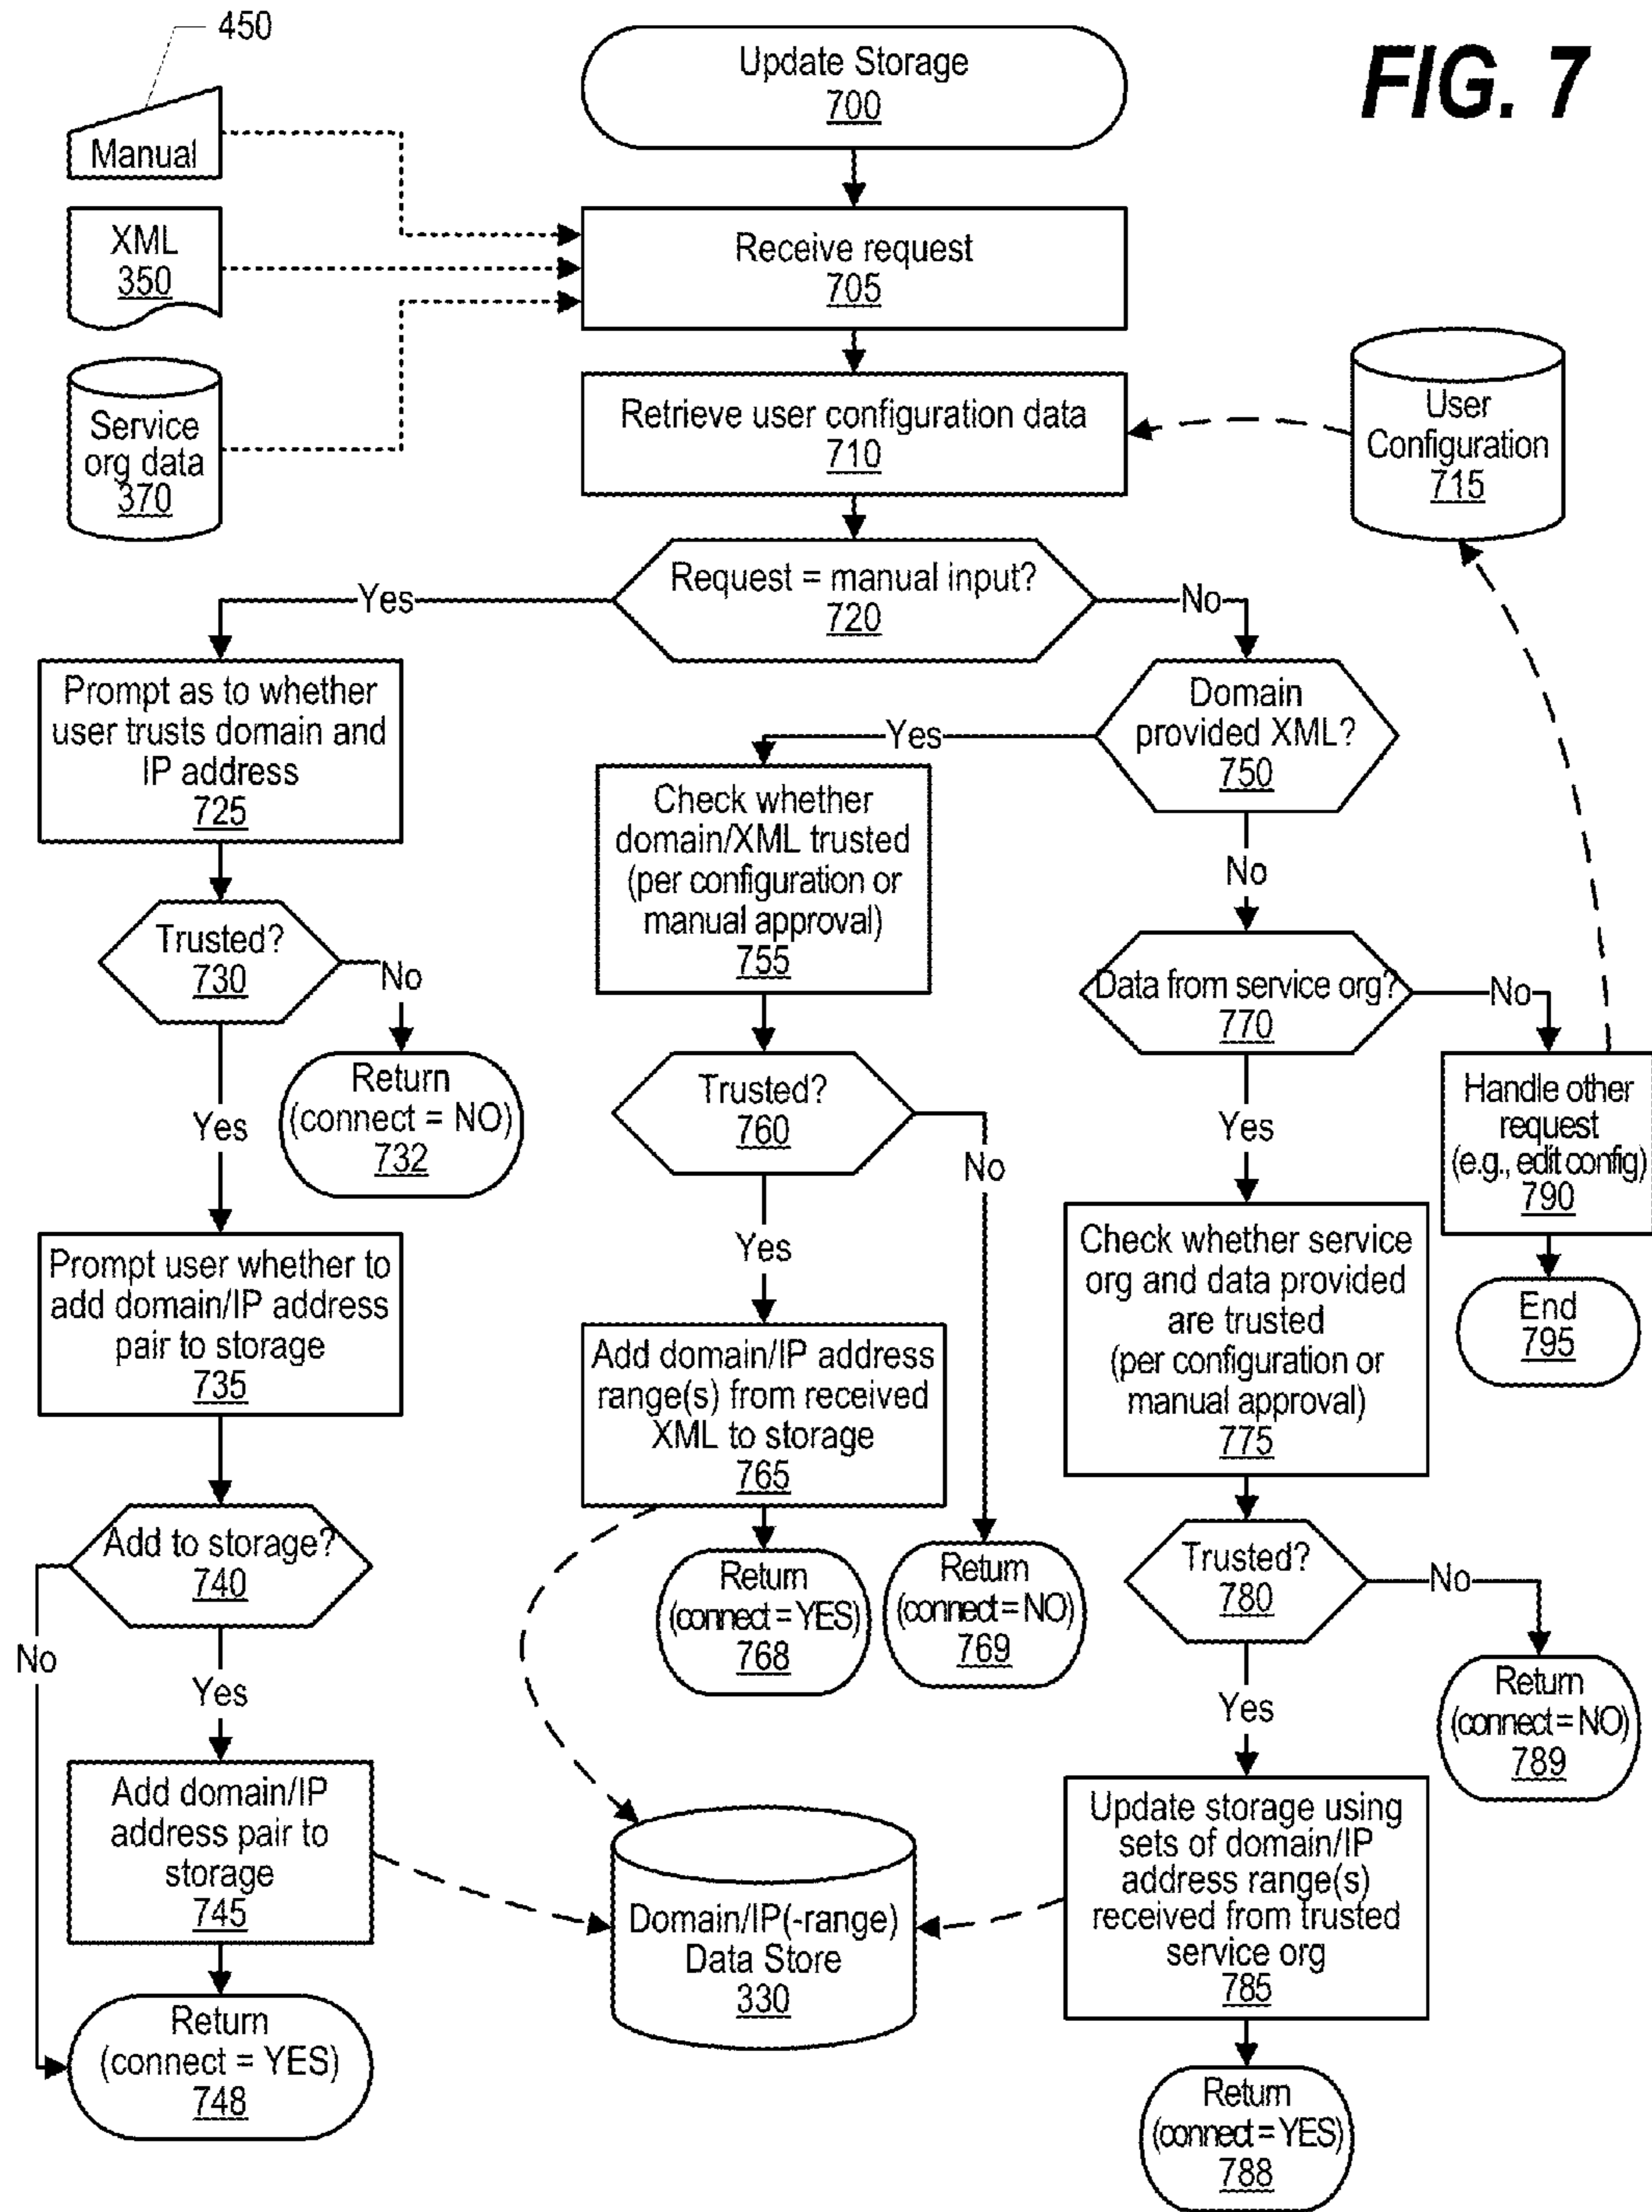 450
Update Storage
700
FIG. 7
Manual
XML
350
Receive request
705
Service
org data
370
Retrieve user configuration data
710
User
Configuration
715
Request = manual input?
720
Yes
No
Prompt as to whether
user trusts domain and
IP address
725
Domain
provided XML?
750
Yes
No
Check whether
domain/XML trusted
(per configuration or
manual approval)
755
Trusted?
730
No
Yes
Return
(connect = NO)
732
Data from service org?
770
No
Yes
Trusted?
760
No
Yes
Handle other
request
(e.g., edit config)
790
End
795
Prompt user whether to
add domain/IP address
pair to storage
735
Check whether service
org and data provided
are trusted
(per configuration or
manual approval)
775
Add domain/IP address
range(s) from received
XML to storage
765
Add to storage?
740
No
Yes
Return
(connect = YES)
768
Return
(connect = NO)
769
Trusted?
780
No
Yes
Return
(connect = NO)
789
Add domain/IP
address pair to
storage
745
Domain/IP(-range)
Data Store
330
Update storage using
sets of domain/IP
address range(s)
received from trusted
service org
785
Return
(connect = YES)
748
Return
(connect = YES)
788